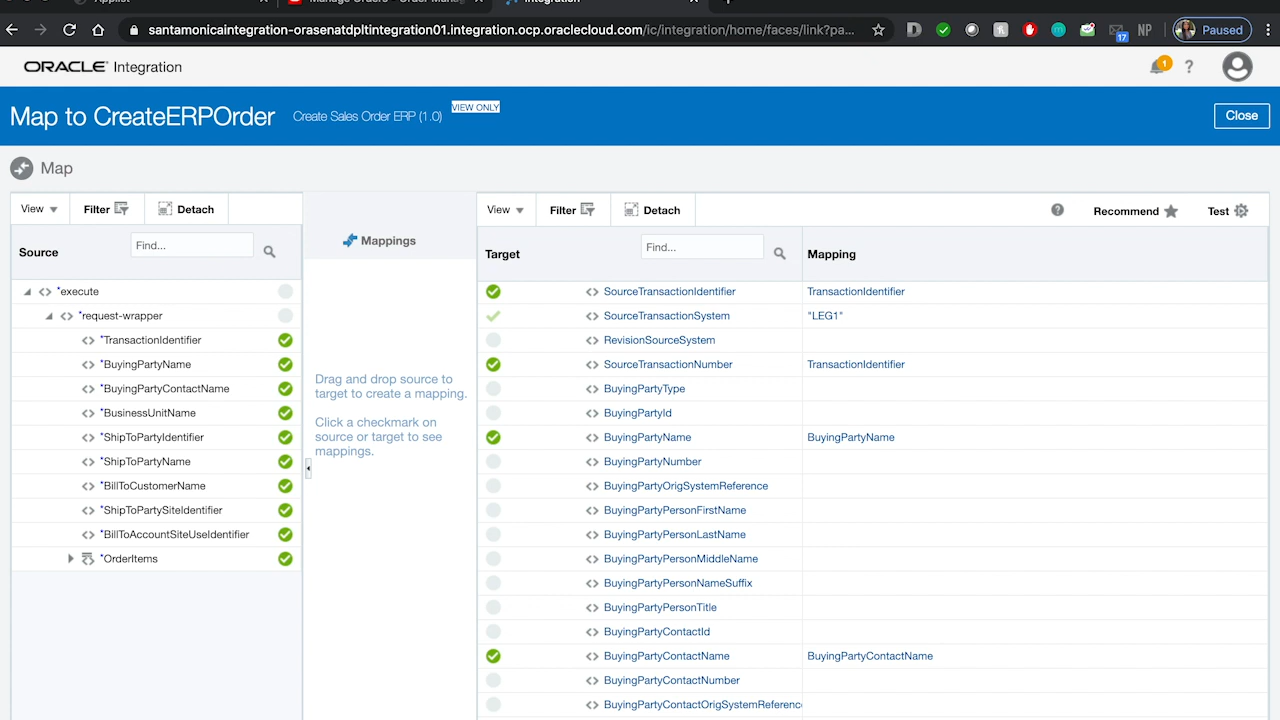 Manage Orders - Order Mana
Integration
santamonicaintegration-orasenatdpltintegration01.integration.ocp.oraclecloud.com/ic/integration/home/faces/link?pa...
D
17
NP
Paused
ORACLE Integration
1
?
Map to CreateERPOrder
Create Sales Order ERP (1.0)
VIEW ONLY
Close
Map
View
Filter
Detach
Source
Find...
*execute
*request-wrapper
*TransactionIdentifier
*BuyingPartyName
*BuyingPartyContactName
*BusinessUnitName
*ShipToPartyIdentifier
*ShipToPartyName
*BillToCustomerName
*ShipToPartySiteIdentifier
*BillToAccountSiteUseIdentifier
*OrderItems
Mappings
Drag and drop source to
target to create a mapping.
Click a checkmark on
source or target to see
mappings.
View
Filter
Detach
?
Recommend
Test
Target
Find...
Mapping
SourceTransactionIdentifier TransactionIdentifier
SourceTransactionSystem "LEG1"
RevisionSourceSystem
SourceTransactionNumber TransactionIdentifier
BuyingPartyType
BuyingPartyId
BuyingPartyName BuyingPartyName
BuyingPartyNumber
BuyingPartyOrigSystemReference
BuyingPartyPersonFirstName
BuyingPartyPersonLastName
BuyingPartyPersonMiddleName
BuyingPartyPersonNameSuffix
BuyingPartyPersonTitle
BuyingPartyContactId
BuyingPartyContactName BuyingPartyContactName
BuyingPartyContactNumber
BuyingPartyContactOrigSystemReference